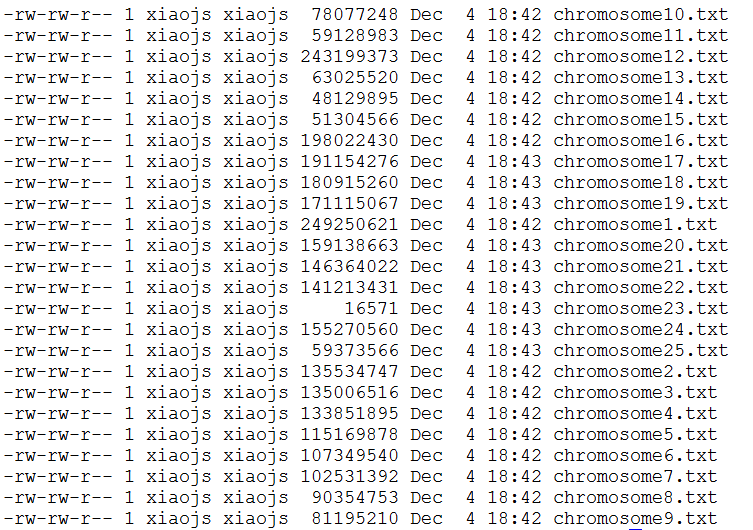 -rw-rw-r-- 1 xiaojs xiaojs  78077248 Dec  4 18:42 chromosome10.txt
-rw-rw-r-- 1 xiaojs xiaojs  59128983 Dec  4 18:42 chromosome11.txt
-rw-rw-r-- 1 xiaojs xiaojs 243199373 Dec  4 18:42 chromosome12.txt
-rw-rw-r-- 1 xiaojs xiaojs  63025520 Dec  4 18:42 chromosome13.txt
-rw-rw-r-- 1 xiaojs xiaojs  48129895 Dec  4 18:42 chromosome14.txt
-rw-rw-r-- 1 xiaojs xiaojs  51304566 Dec  4 18:42 chromosome15.txt
-rw-rw-r-- 1 xiaojs xiaojs 198022430 Dec  4 18:42 chromosome16.txt
-rw-rw-r-- 1 xiaojs xiaojs 191154276 Dec  4 18:43 chromosome17.txt
-rw-rw-r-- 1 xiaojs xiaojs 180915260 Dec  4 18:43 chromosome18.txt
-rw-rw-r-- 1 xiaojs xiaojs 171115067 Dec  4 18:43 chromosome19.txt
-rw-rw-r-- 1 xiaojs xiaojs 249250621 Dec  4 18:42 chromosome1.txt
-rw-rw-r-- 1 xiaojs xiaojs 159138663 Dec  4 18:43 chromosome20.txt
-rw-rw-r-- 1 xiaojs xiaojs 146364022 Dec  4 18:43 chromosome21.txt
-rw-rw-r-- 1 xiaojs xiaojs 141213431 Dec  4 18:43 chromosome22.txt
-rw-rw-r-- 1 xiaojs xiaojs     16571 Dec  4 18:43 chromosome23.txt
-rw-rw-r-- 1 xiaojs xiaojs 155270560 Dec  4 18:43 chromosome24.txt
-rw-rw-r-- 1 xiaojs xiaojs  59373566 Dec  4 18:43 chromosome25.txt
-rw-rw-r-- 1 xiaojs xiaojs 135534747 Dec  4 18:42 chromosome2.txt
-rw-rw-r-- 1 xiaojs xiaojs 135006516 Dec  4 18:42 chromosome3.txt
-rw-rw-r-- 1 xiaojs xiaojs 133851895 Dec  4 18:42 chromosome4.txt
-rw-rw-r-- 1 xiaojs xiaojs 115169878 Dec  4 18:42 chromosome5.txt
-rw-rw-r-- 1 xiaojs xiaojs 107349540 Dec  4 18:42 chromosome6.txt
-rw-rw-r-- 1 xiaojs xiaojs 102531392 Dec  4 18:42 chromosome7.txt
-rw-rw-r-- 1 xiaojs xiaojs  90354753 Dec  4 18:42 chromosome8.txt
-rw-rw-r-- 1 xiaojs xiaojs  81195210 Dec  4 18:42 chromosome9.txt